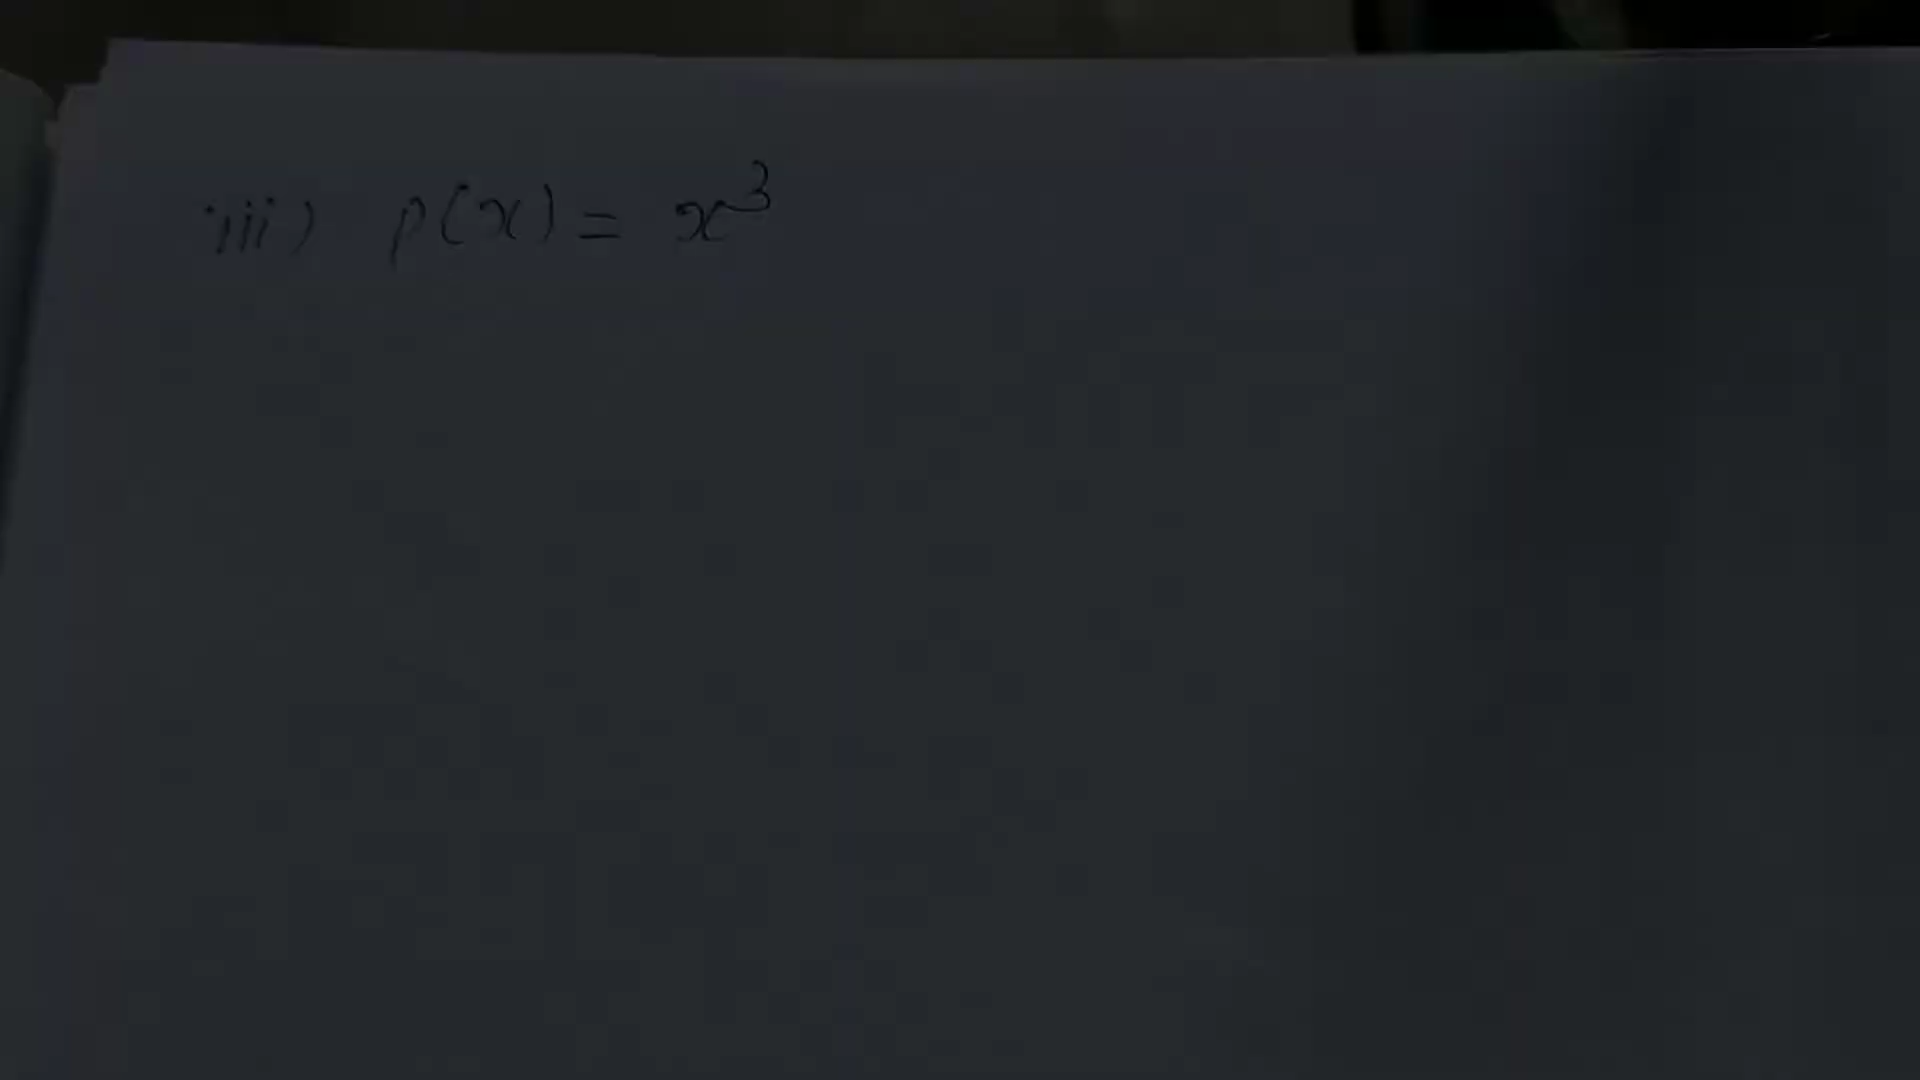 iii) p(x) = x³